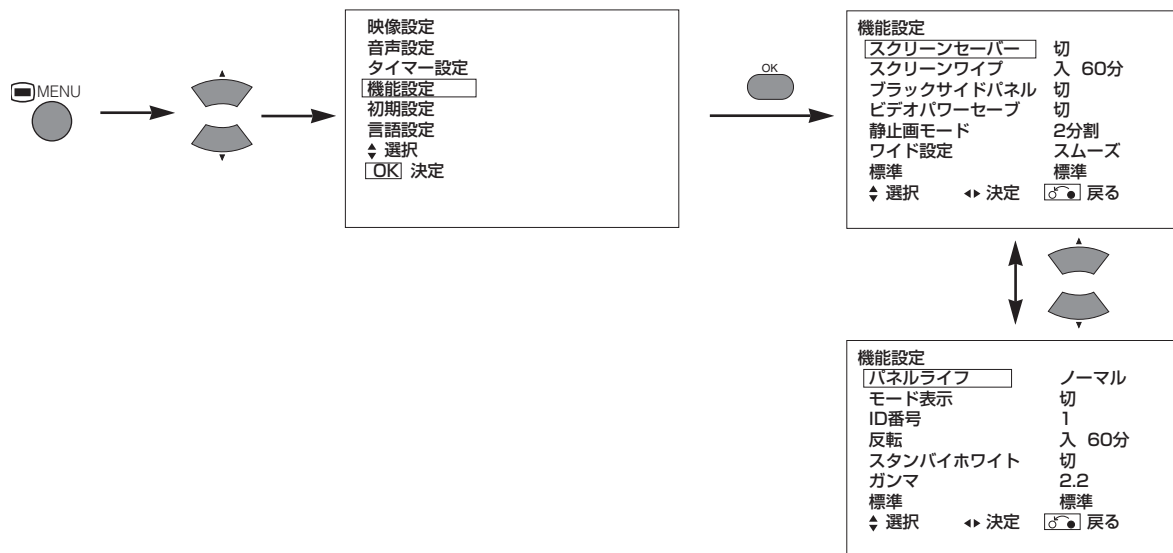 MENU
映像設定
音声設定
タイマー設定
機能設定
初期設定
言語設定
選択
OK 決定
OK
機能設定
スクリーンセーバー 切
スクリーンワイプ 入 60分
ブラックサイドパネル 切
ビデオパワーセーブ 切
静止画モード 2分割
ワイド設定 スムーズ
標準 標準
選択 決定 戻る
機能設定
パネルライフ ノーマル
モード表示 切
ID番号 1
反転 入 60分
スタンバイホワイト 切
ガンマ 2.2
標準 標準
選択 決定 戻る